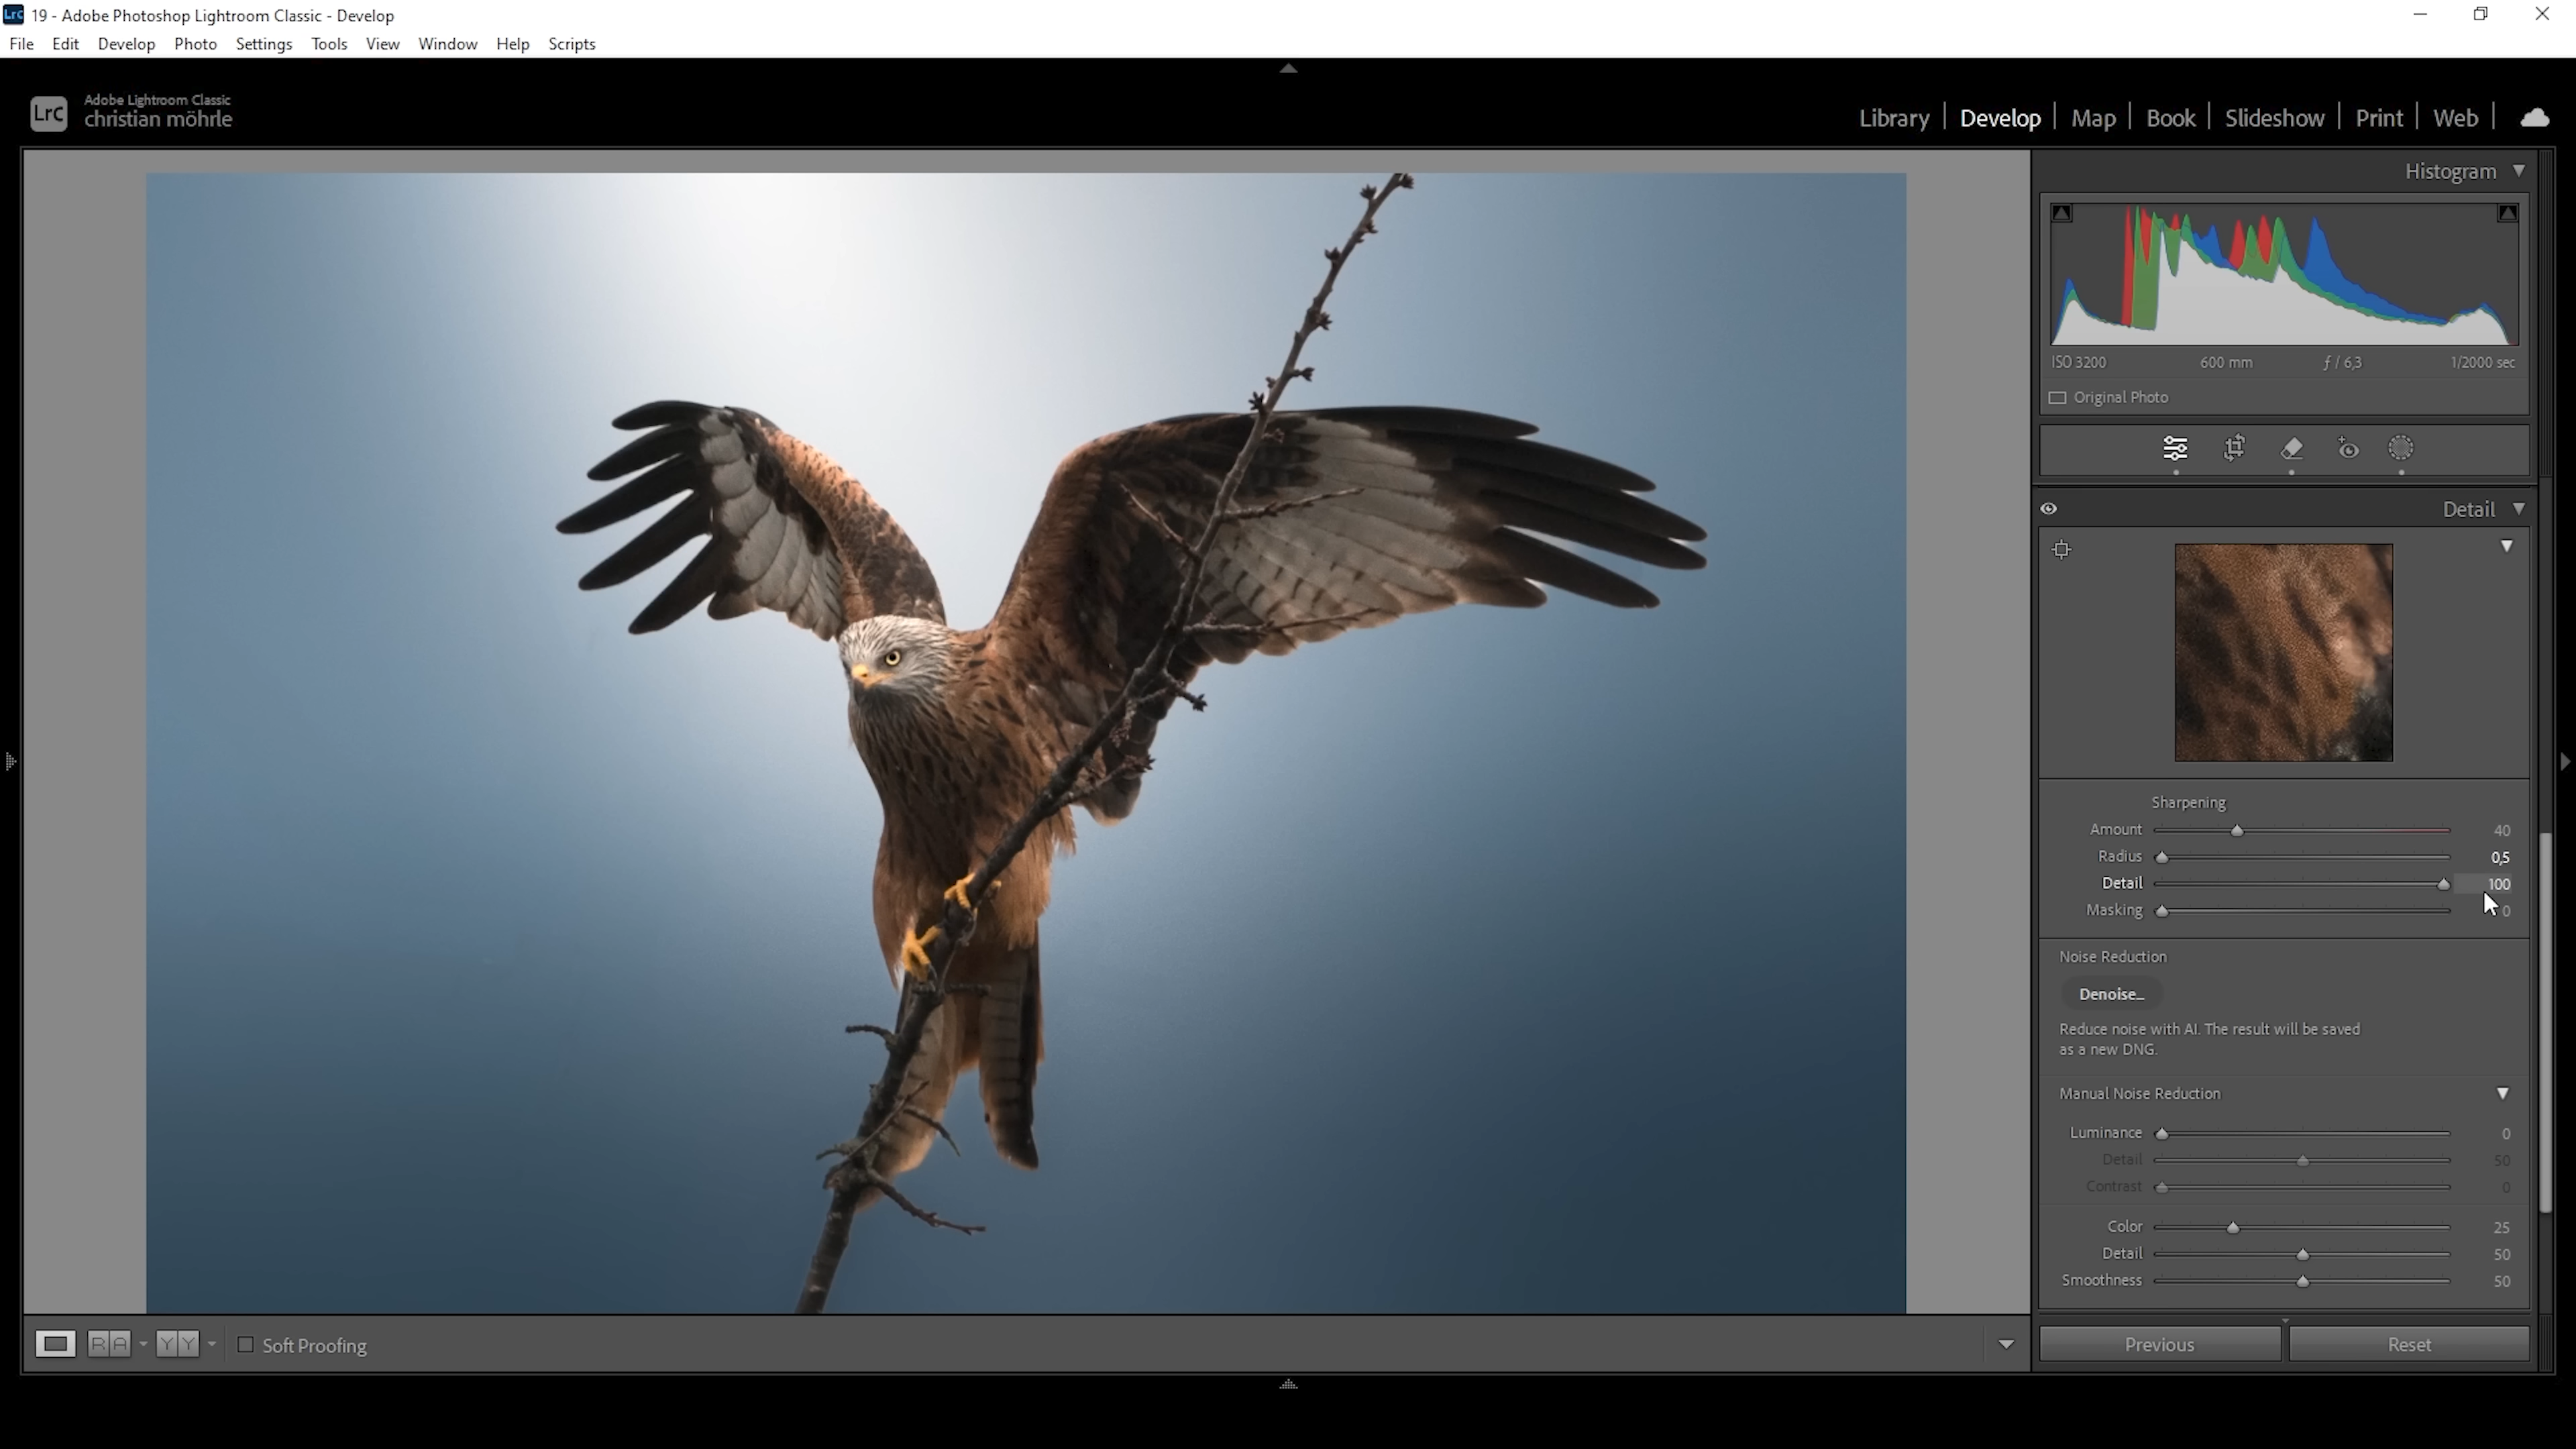 Lrc 19 - Adobe Photoshop Lightroom Classic - Develop
File Edit Develop Photo Settings Tools View Window Help Scripts
Lrc Adobe Lightroom Classic
christian möhrle
Library | Develop | Map | Book | Slideshow | Print | Web |
Histogram
ISO 3200 600 mm ƒ / 6,3 1/2000 sec
Original Photo
Detail
Sharpening
Amount 40
Radius 0,5
Detail 100
Masking 0
Noise Reduction
Denoise...
Reduce noise with AI. The result will be saved
as a new DNG.
Manual Noise Reduction
Luminance 0
Detail 50
Contrast 0
Color 25
Detail 50
Smoothness 50
R A Y Y Soft Proofing
Previous Reset